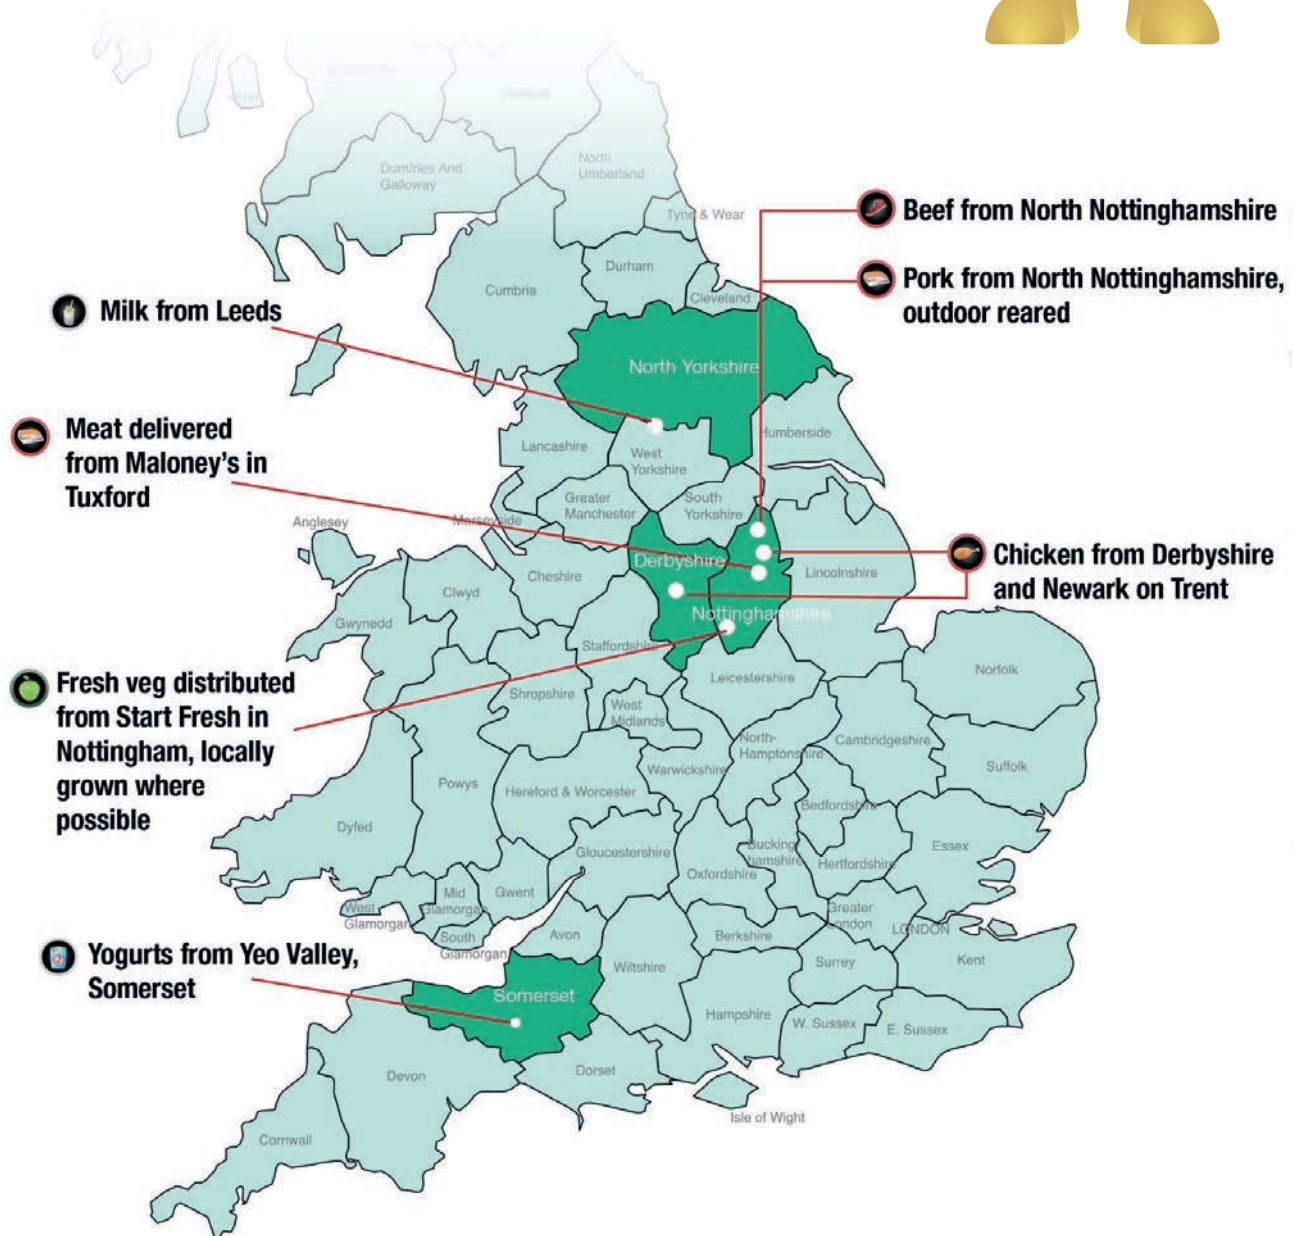 Dumfries And
Galloway
North
Umberland
Tyne & Wear
Beef from North Nottinghamshire
Durham
Pork from North Nottinghamshire,
outdoor reared
Cumbria
Cleveland
Milk from Leeds
North Yorkshire
Meat delivered
from Maloney's in
Tuxford
Humberside
Lancashire
West
Yorkshire
Greater
Manchester
South
Yorkshire
Anglesey
Merseyside
Chicken from Derbyshire
and Newark on Trent
Derbyshire
Lincolnshire
Cheshire
Clwyd
Nottinghamshire
Gwynedd
Staffordshire
Fresh veg distributed
from Start Fresh in
Nottingham, locally
grown where
possible
Norfolk
Leicestershire
Shropshire
West
Midlands
North-
Hamptonshire
Cambridgeshire
Warwickshire
Suffolk
Powys
Hereford & Worcester
Bedfordshire
Dyfed
Gloucestershire
Bucking
hamshire
Essex
Hertfordshire
Oxfordshire
Mid
Glamorgan
Gwent
West
Glamorgan
Greater
London
LONDON
South
Glamorgan
Avon
Berkshire
Yogurts from Yeo Valley,
Somerset
Wiltshire
Surrey
Kent
Somerset
Hampshire
W. Sussex
E. Sussex
Devon
Dorset
Isle of Wight
Cornwall